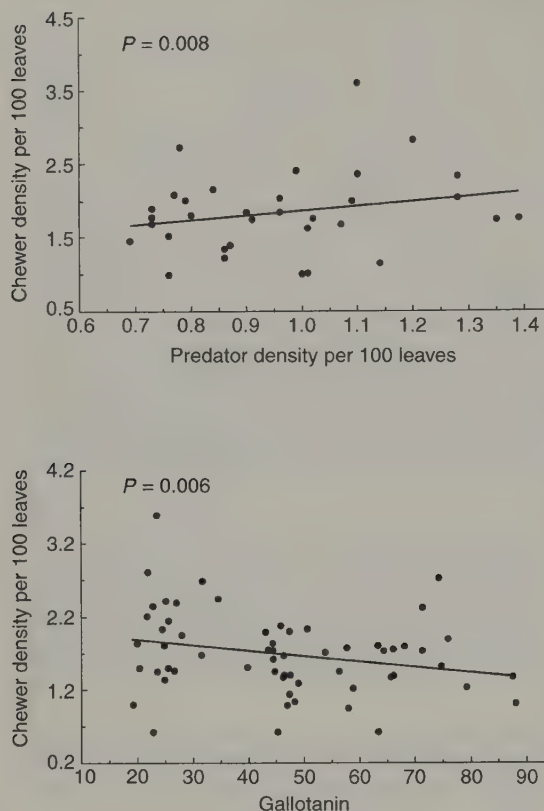 4.5
P = 0.008
3.5
2.5
1.5
0.5
0.6 0.7 0.8 0.9 1.0 1.1 1.2 1.3 1.4
Chewer density per 100 leaves
Predator density per 100 leaves
4.2
P = 0.006
3.2
2.2
1.2
0.2
10 20 30 40 50 60 70 80 90
Chewer density per 100 leaves
Gallotanin